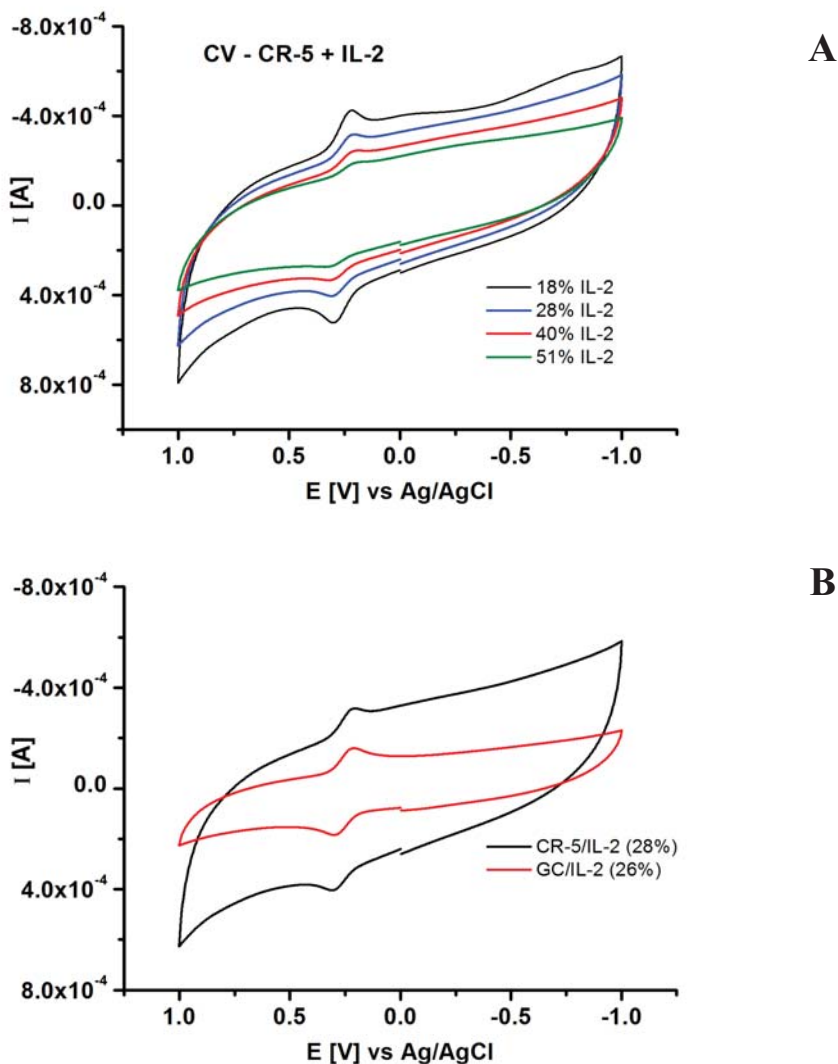 A
CV - CR-5 + IL-2
-8.0x10⁻⁴
-4.0x10⁻⁴
0.0
4.0x10⁻⁴
8.0x10⁻⁴
I [A]
18% IL-2
28% IL-2
40% IL-2
51% IL-2
1.0 0.5 0.0 -0.5 -1.0
E [V] vs Ag/AgCl
B
-8.0x10⁻⁴
-4.0x10⁻⁴
0.0
4.0x10⁻⁴
8.0x10⁻⁴
I [A]
CR-5/IL-2 (28%)
GC/IL-2 (26%)
1.0 0.5 0.0 -0.5 -1.0
E [V] vs Ag/AgCl